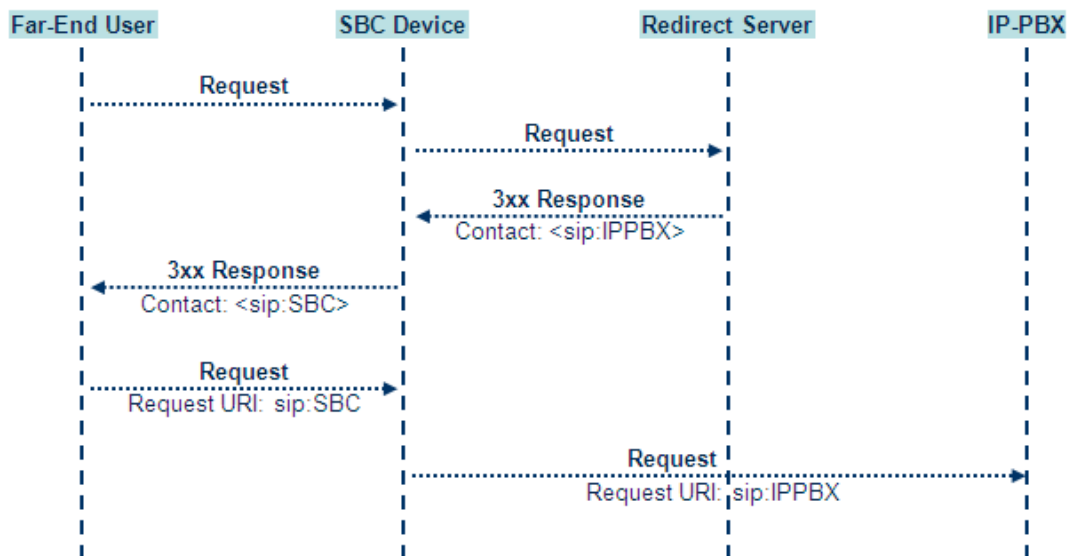 Far-End User SBC Device Redirect Server IP-PBX
Request
Request
3xx Response
Contact: <sip:IPPBX>
3xx Response
Contact: <sip:SBC>
Request
Request URI: sip:SBC
Request
Request URI: sip:IPPBX